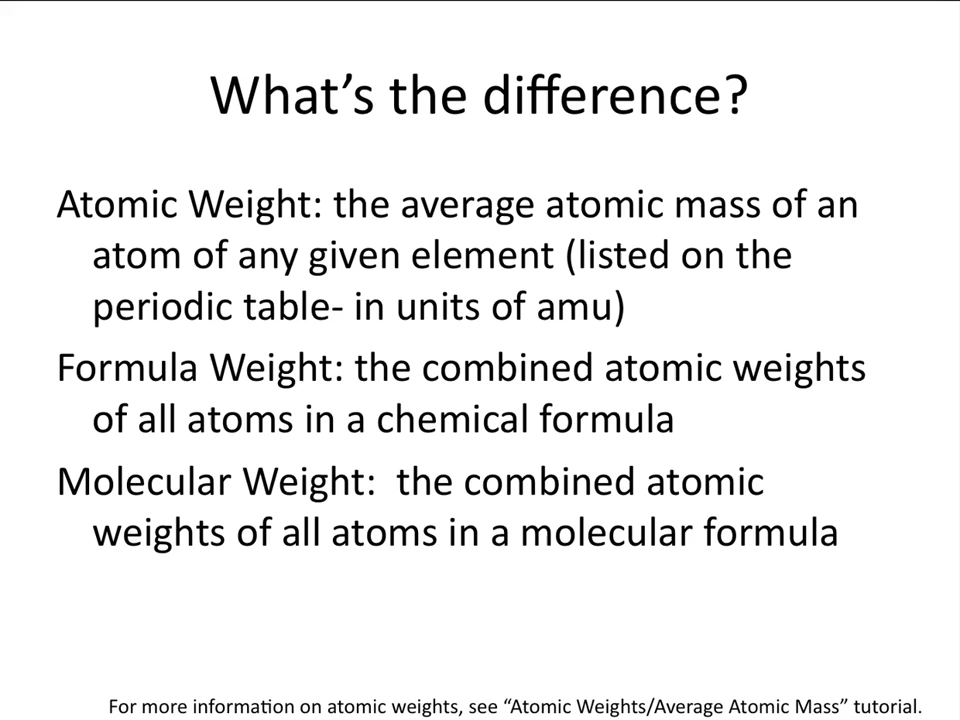 What's the difference?
Atomic Weight: the average atomic mass of an
atom of any given element (listed on the
periodic table- in units of amu)
Formula Weight: the combined atomic weights
of all atoms in a chemical formula
Molecular Weight:  the combined atomic
weights of all atoms in a molecular formula
For more information on atomic weights, see “Atomic Weights/Average Atomic Mass” tutorial.